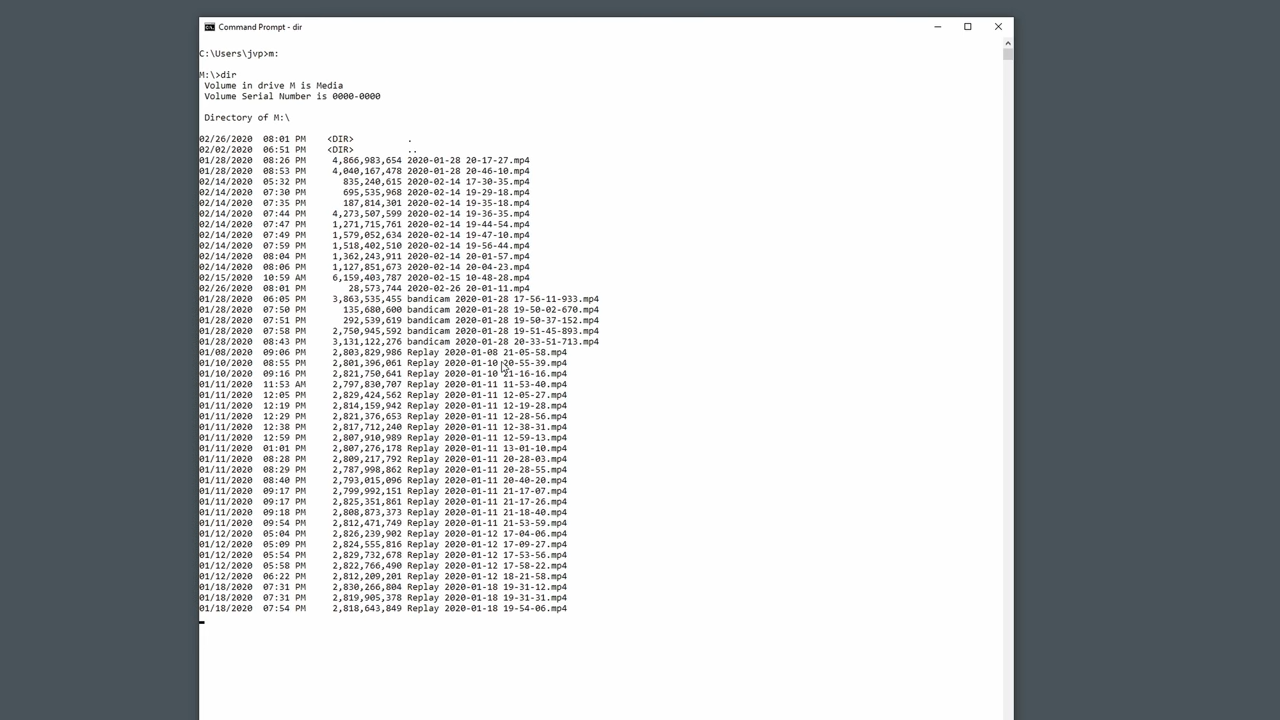 Command Prompt - dir
C:\Users\jvp>m:
M:\>dir
Volume in drive M is Media
Volume Serial Number is 0000-0000
Directory of M:\
02/26/2020  08:01 PM    <DIR>          .
02/02/2020  06:51 PM    <DIR>          ..
01/28/2020  08:26 PM     4,866,983,654 2020-01-28 20-17-27.mp4
01/28/2020  08:53 PM     4,040,167,478 2020-01-28 20-46-10.mp4
02/14/2020  05:32 PM       835,240,615 2020-02-14 17-30-35.mp4
02/14/2020  07:30 PM       695,535,968 2020-02-14 19-29-18.mp4
02/14/2020  07:35 PM       187,814,301 2020-02-14 19-35-18.mp4
02/14/2020  07:44 PM     4,273,507,599 2020-02-14 19-36-35.mp4
02/14/2020  07:47 PM     1,271,715,761 2020-02-14 19-44-54.mp4
02/14/2020  07:49 PM     1,579,052,634 2020-02-14 19-47-10.mp4
02/14/2020  07:59 PM     1,518,402,510 2020-02-14 19-56-44.mp4
02/14/2020  08:04 PM     1,362,243,911 2020-02-14 20-01-57.mp4
02/14/2020  08:06 PM     1,127,851,673 2020-02-14 20-04-23.mp4
02/15/2020  10:59 AM     6,159,403,787 2020-02-15 10-48-28.mp4
02/26/2020  08:01 PM        28,573,744 2020-02-26 20-01-11.mp4
01/28/2020  06:05 PM     3,863,535,455 bandicam 2020-01-28 17-56-11-933.mp4
01/28/2020  07:50 PM       135,680,600 bandicam 2020-01-28 19-50-02-670.mp4
01/28/2020  07:51 PM       292,539,619 bandicam 2020-01-28 19-50-37-152.mp4
01/28/2020  07:58 PM     2,750,945,592 bandicam 2020-01-28 19-51-45-893.mp4
01/28/2020  08:43 PM     3,131,122,276 bandicam 2020-01-28 20-33-51-713.mp4
01/08/2020  09:06 PM     2,803,829,986 Replay 2020-01-08 21-05-58.mp4
01/10/2020  08:55 PM     2,801,396,061 Replay 2020-01-10 20-55-39.mp4
01/10/2020  09:16 PM     2,821,750,641 Replay 2020-01-10 21-16-16.mp4
01/11/2020  11:53 AM     2,797,830,707 Replay 2020-01-11 11-53-40.mp4
01/11/2020  12:05 PM     2,829,424,562 Replay 2020-01-11 12-05-27.mp4
01/11/2020  12:19 PM     2,814,159,942 Replay 2020-01-11 12-19-28.mp4
01/11/2020  12:29 PM     2,821,376,653 Replay 2020-01-11 12-28-56.mp4
01/11/2020  12:38 PM     2,817,712,240 Replay 2020-01-11 12-38-31.mp4
01/11/2020  12:59 PM     2,807,910,989 Replay 2020-01-11 12-59-13.mp4
01/11/2020  01:01 PM     2,807,276,178 Replay 2020-01-11 13-01-10.mp4
01/11/2020  08:28 PM     2,809,217,792 Replay 2020-01-11 20-28-03.mp4
01/11/2020  08:29 PM     2,787,998,862 Replay 2020-01-11 20-28-55.mp4
01/11/2020  08:40 PM     2,793,015,096 Replay 2020-01-11 20-40-20.mp4
01/11/2020  09:17 PM     2,799,992,151 Replay 2020-01-11 21-17-07.mp4
01/11/2020  09:17 PM     2,825,351,861 Replay 2020-01-11 21-17-26.mp4
01/11/2020  09:18 PM     2,808,873,373 Replay 2020-01-11 21-18-40.mp4
01/11/2020  09:54 PM     2,812,471,749 Replay 2020-01-11 21-53-59.mp4
01/12/2020  05:04 PM     2,826,239,902 Replay 2020-01-12 17-04-06.mp4
01/12/2020  05:09 PM     2,824,555,816 Replay 2020-01-12 17-09-27.mp4
01/12/2020  05:54 PM     2,829,732,678 Replay 2020-01-12 17-53-56.mp4
01/12/2020  05:58 PM     2,822,766,490 Replay 2020-01-12 17-58-22.mp4
01/12/2020  06:22 PM     2,812,209,201 Replay 2020-01-12 18-21-58.mp4
01/18/2020  07:31 PM     2,830,266,804 Replay 2020-01-18 19-31-12.mp4
01/18/2020  07:31 PM     2,819,905,378 Replay 2020-01-18 19-31-31.mp4
01/18/2020  07:54 PM     2,818,643,849 Replay 2020-01-18 19-54-06.mp4